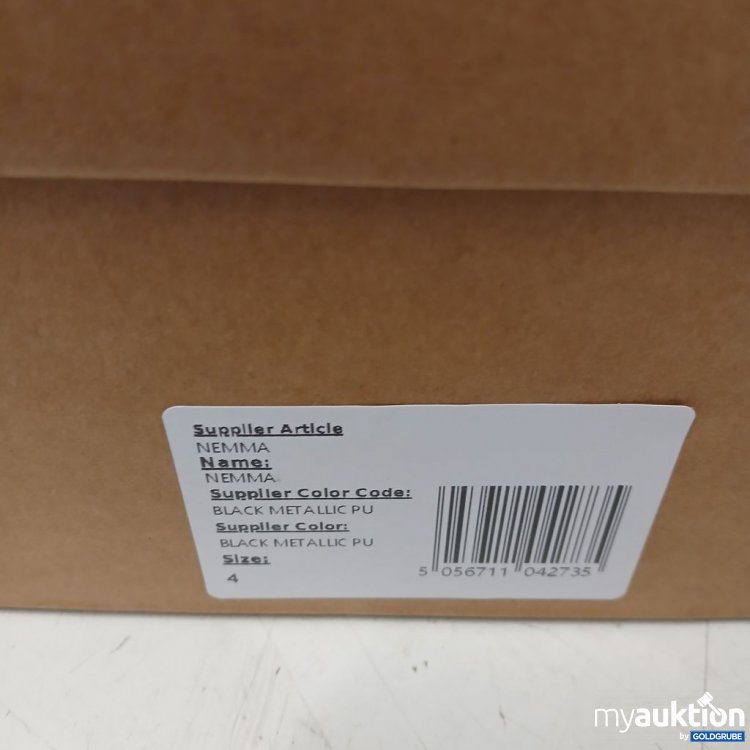 Supplier Article
NEMMA
Name:
NEMMA
Supplier Color Code:
BLACK METALLIC PU
Supplier Color:
BLACK METALLIC PU
Size:
4
5 056711 042735
myauktion
by GOLDGRUBE